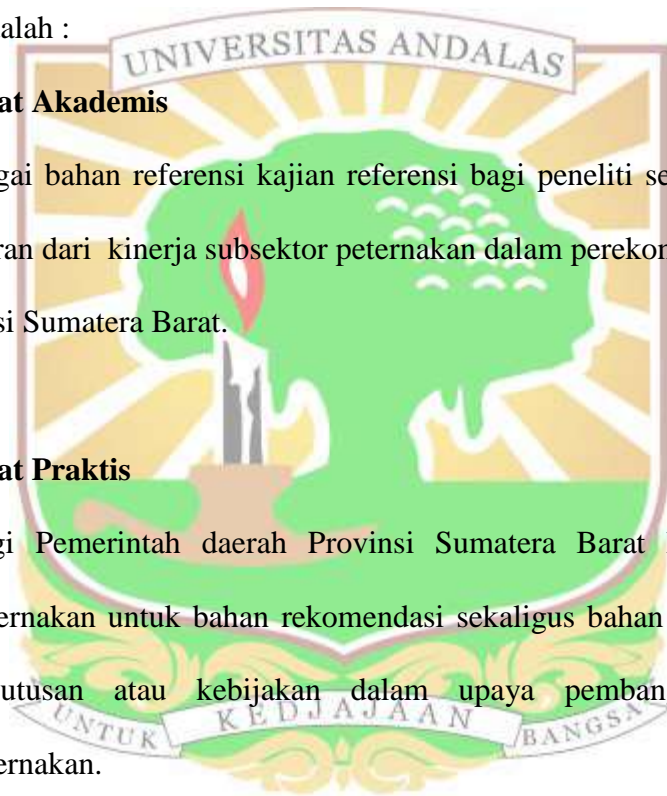 alah :
UNIVERSITAS ANDALAS
at Akademis
gai bahan referensi kajian referensi bagi peneliti se
ran dari kinerja subsektor peternakan dalam perekon
si Sumatera Barat.
at Praktis
gi Pemerintah daerah Provinsi Sumatera Barat
ernakan untuk bahan rekomendasi sekaligus bahan
utusan atau kebijakan dalam upaya pemban
UNTUK KEDJAJAAN BANGSA
ernakan.